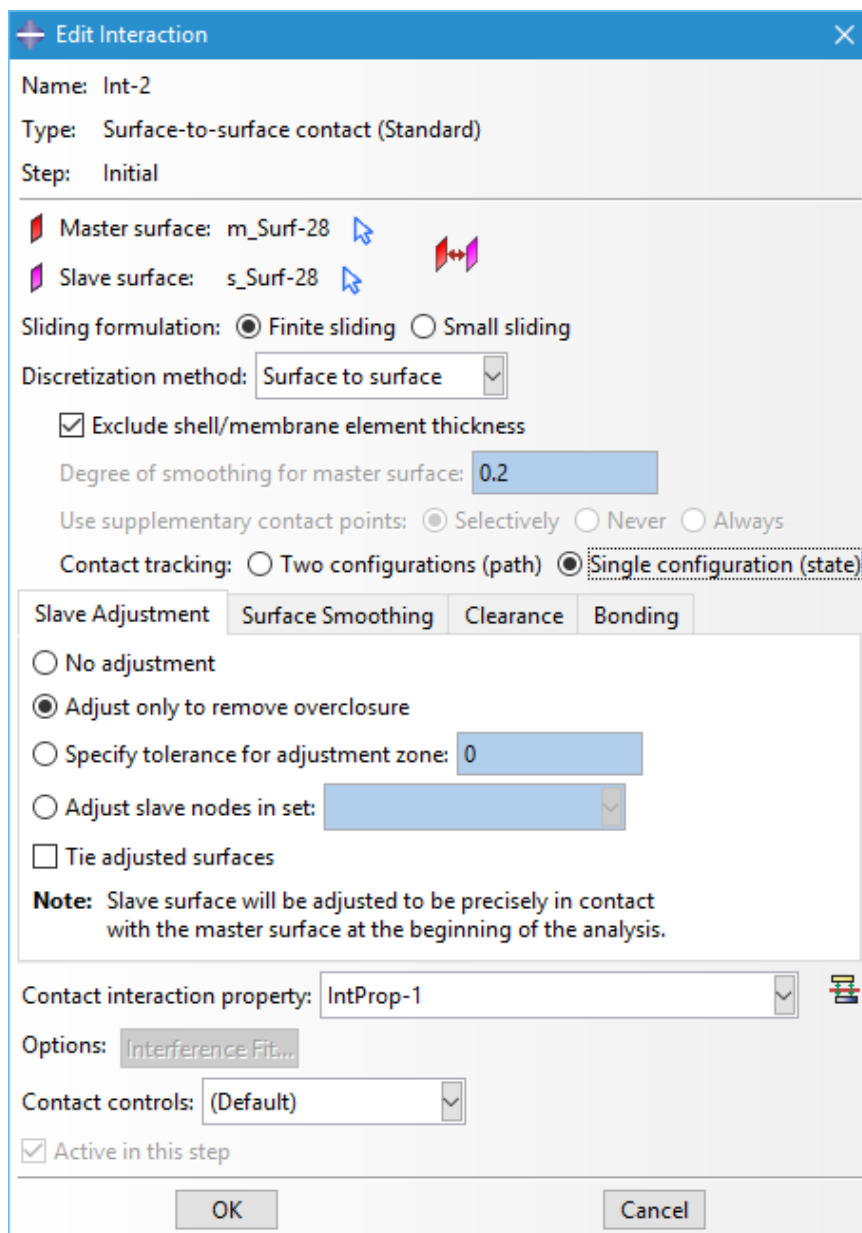 Edit Interaction
Name: Int-2
Type: Surface-to-surface contact (Standard)
Step: Initial
Master surface: m_Surf-28
Slave surface: s_Surf-28
Sliding formulation: Finite sliding Small sliding
Discretization method: Surface to surface
Exclude shell/membrane element thickness
Degree of smoothing for master surface: 0.2
Use supplementary contact points: Selectively Never Always
Contact tracking: Two configurations (path) Single configuration (state)
Slave Adjustment Surface Smoothing Clearance Bonding
No adjustment
Adjust only to remove overclosure
Specify tolerance for adjustment zone: 0
Adjust slave nodes in set:
Tie adjusted surfaces
Note: Slave surface will be adjusted to be precisely in contact
with the master surface at the beginning of the analysis.
Contact interaction property: IntProp-1
Options: Interference Fit...
Contact controls: (Default)
Active in this step
OK Cancel